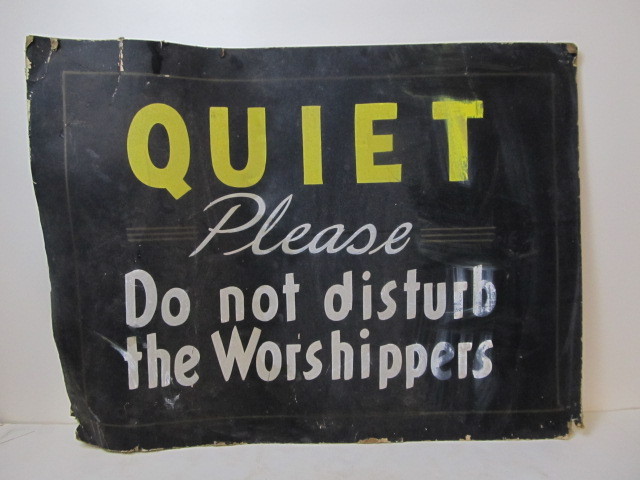 QUIET
Please
Do not disturb
the Worshippers